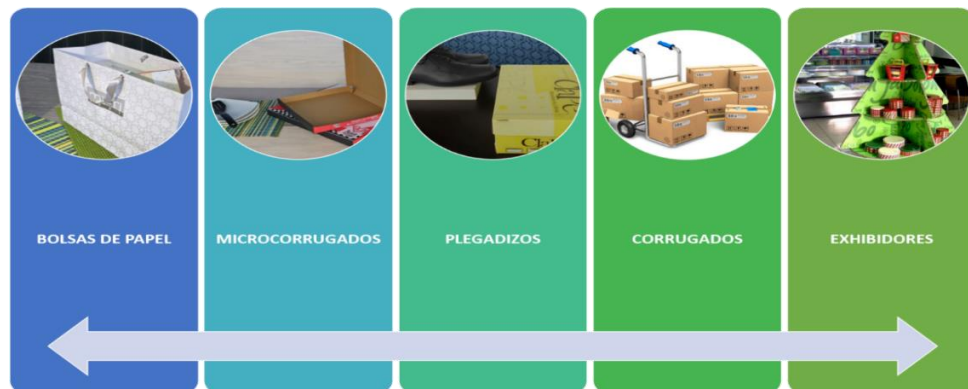 BOLSAS DE PAPEL
MICROCORRUGADOS
PLEGADIZOS
CORRUGADOS
EXHIBIDORES